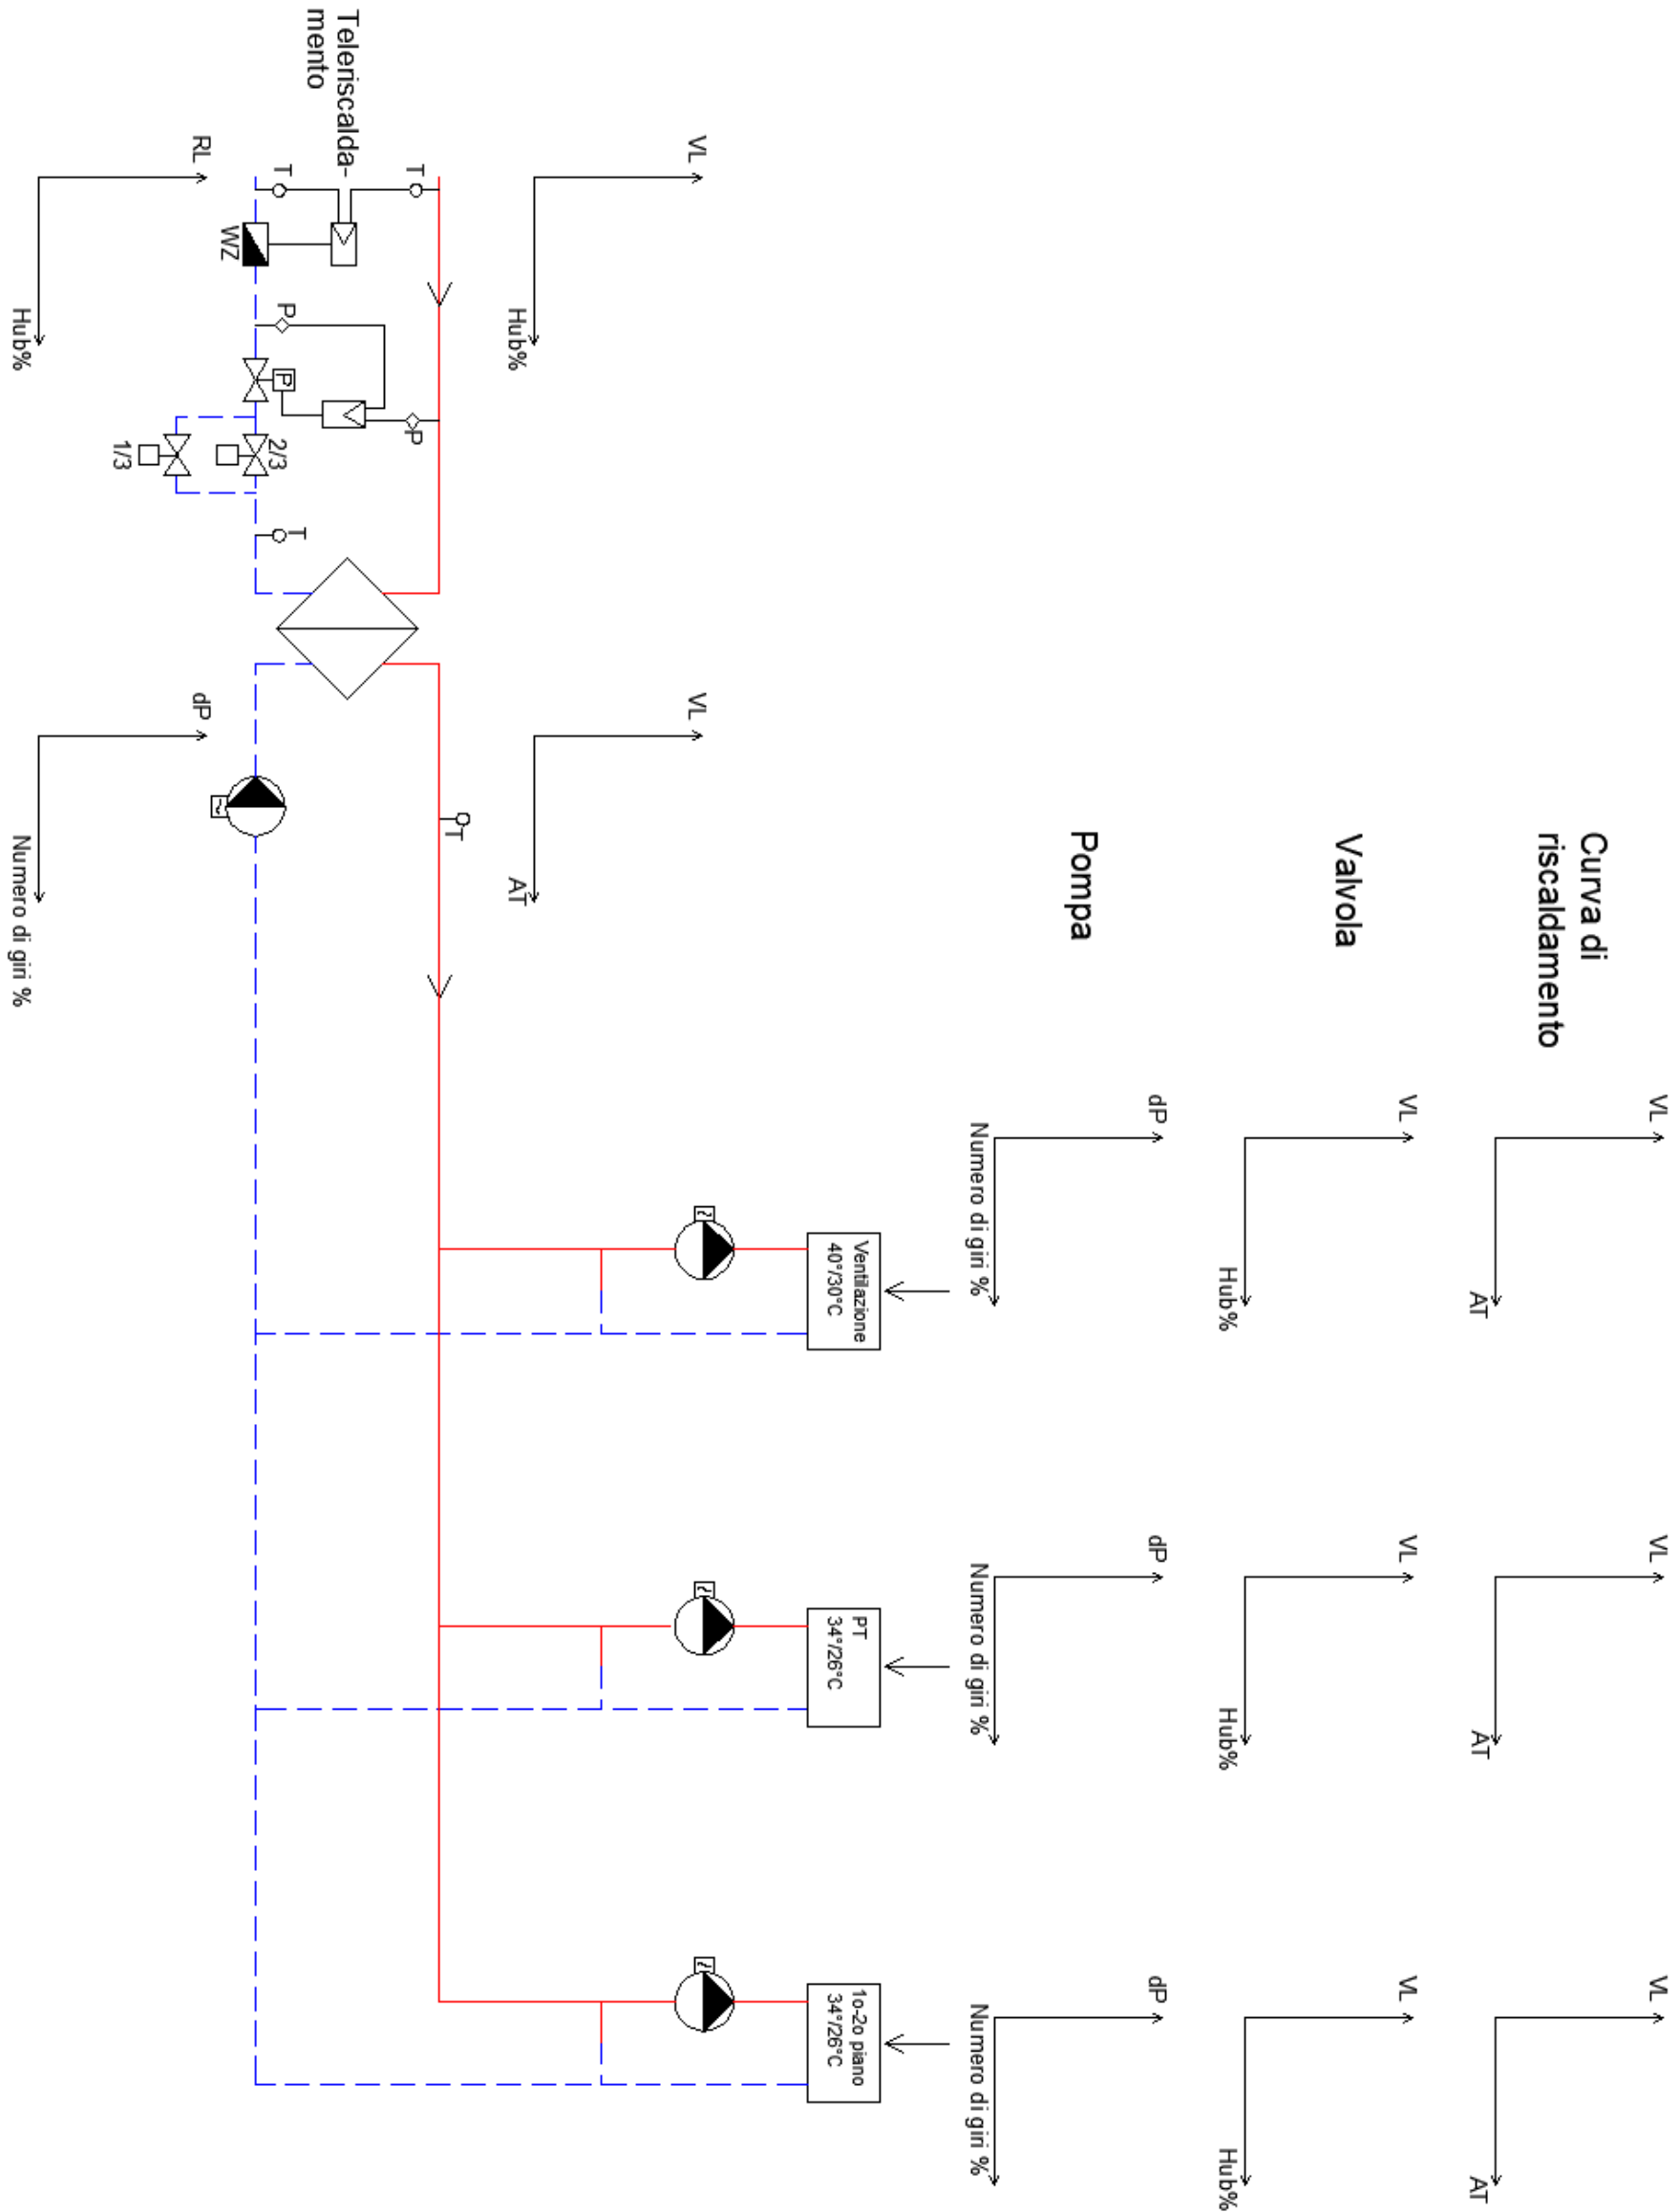 VL
VL
VL
Curva di
riscaldamento
AT
AT
AT
VL
VL
VL
Valvola
Hub%
Hub%
Hub%
dP
dP
dP
Pompa
Numero di giri %
Numero di giri %
Numero di giri %
Ventilazione
40°/30°C
PT
34°/26°C
1o-2o piano
34°/26°C
VL
VL
Hub%
AT
T
T
P
Teleriscalda-
mento
T
P
P
T
2/3
WZ
1/3
RL
dP
Hub%
Numero di giri %